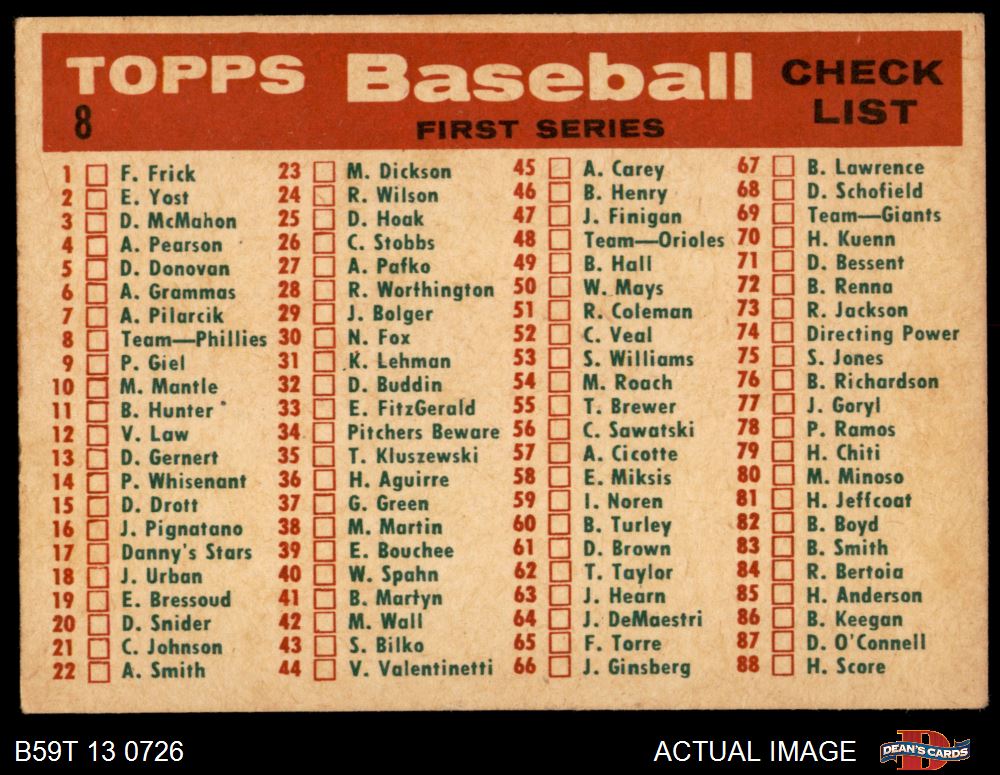 TOPPS Baseball CHECK LIST
8 FIRST SERIES
1 F. Frick
2 E. Yost
3 D. McMahon
4 A. Pearson
5 D. Donovan
6 A. Grammas
7 A. Pilarcik
8 Team—Phillies
9 P. Giel
10 M. Mantle
11 B. Hunter
12 V. Law
13 D. Gernert
14 P. Whisenant
15 D. Drott
16 J. Pignatano
17 Danny's Stars
18 J. Urban
19 E. Bressoud
20 D. Snider
21 C. Johnson
22 A. Smith
23 M. Dickson
24 R. Wilson
25 D. Hoak
26 C. Stobbs
27 A. Pafko
28 R. Worthington
29 J. Bolger
30 N. Fox
31 K. Lehman
32 D. Buddin
33 E. FitzGerald
34 Pitchers Beware
35 T. Kluszewski
36 H. Aguirre
37 G. Green
38 M. Martin
39 E. Bouchee
40 W. Spahn
41 B. Martyn
42 M. Wall
43 S. Bilko
44 V. Valentinetti
45 A. Carey
46 B. Henry
47 J. Finigan
48 Team—Orioles
49 B. Hall
50 W. Mays
51 R. Coleman
52 C. Veal
53 S. Williams
54 M. Roach
55 T. Brewer
56 C. Sawatski
57 A. Cicotte
58 E. Miksis
59 I. Noren
60 B. Turley
61 D. Brown
62 T. Taylor
63 J. Hearn
64 J. DeMaestri
65 F. Torre
66 J. Ginsberg
67 B. Lawrence
68 D. Schofield
69 Team—Giants
70 H. Kuenn
71 D. Bessent
72 B. Renna
73 R. Jackson
74 Directing Power
75 S. Jones
76 B. Richardson
77 J. Goryl
78 P. Ramos
79 H. Chiti
80 M. Minoso
81 H. Jeffcoat
82 B. Boyd
83 B. Smith
84 R. Bertoia
85 H. Anderson
86 B. Keegan
87 D. O'Connell
88 H. Score
B59T 13 0726 ACTUAL IMAGE DEAN'S CARDS